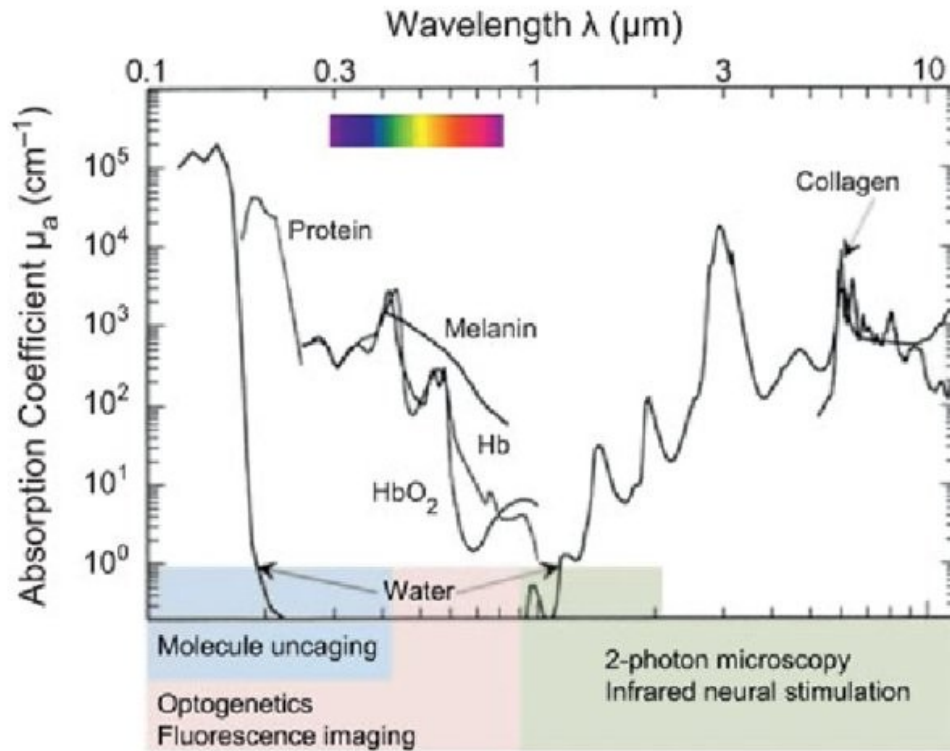 Wavelength λ (μm)
0.1 0.3 1 3 10
Absorption Coefficient μₐ (cm⁻¹)
10⁵
10⁴
10³
10²
10¹
10⁰
Collagen
Protein
Melanin
Hb
HbO₂
Water
Molecule uncaging
Optogenetics
Fluorescence imaging
2-photon microscopy
Infrared neural stimulation